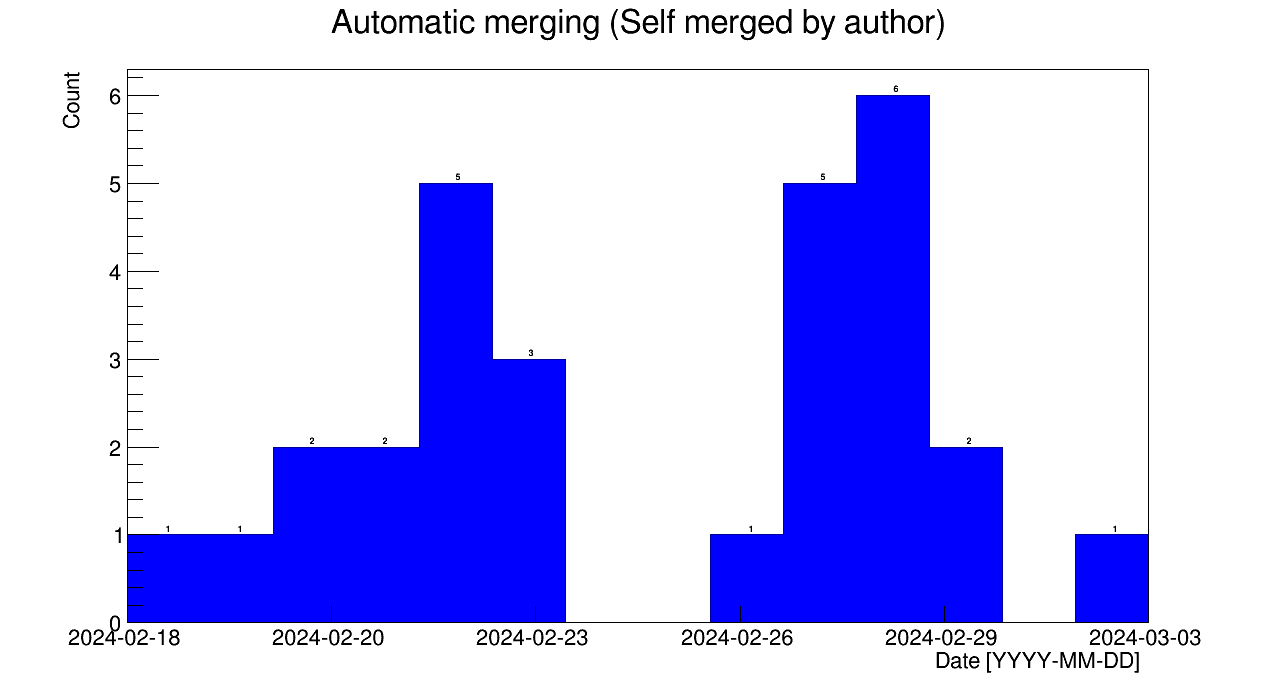 Automatic merging (Self merged by author)
Count
6
5
4
3
2
1
0
1 1 2 2 5 3 1 5 6 2 1
2024-02-18 2024-02-20 2024-02-23 2024-02-26 2024-02-29 2024-03-03
Date [YYYY-MM-DD]